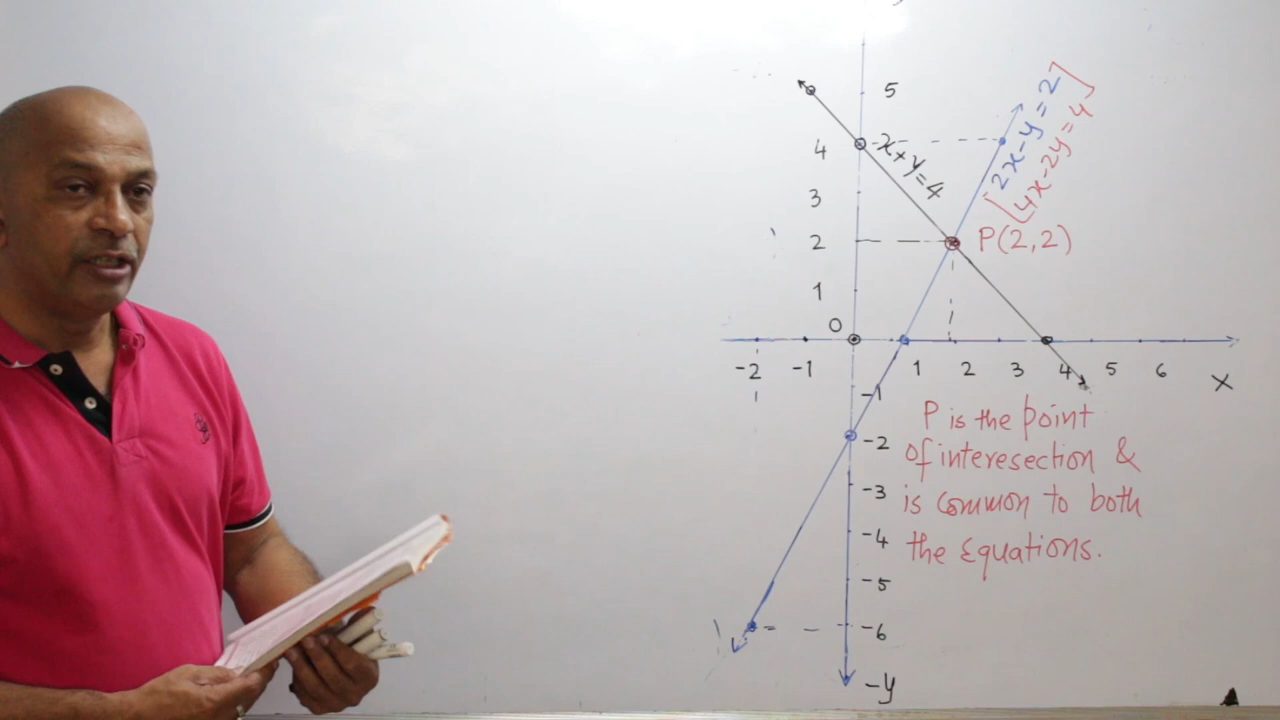 5
4
3
2
1
0
x+y=4
[2x-y=2
4x-2y=4]
P(2,2)
-2 -1 1 2 3 4 5 6 X
-1
-2
-3
-4
-5
-6
-y
P is the point
of interesection &
is common to both
the Equations.